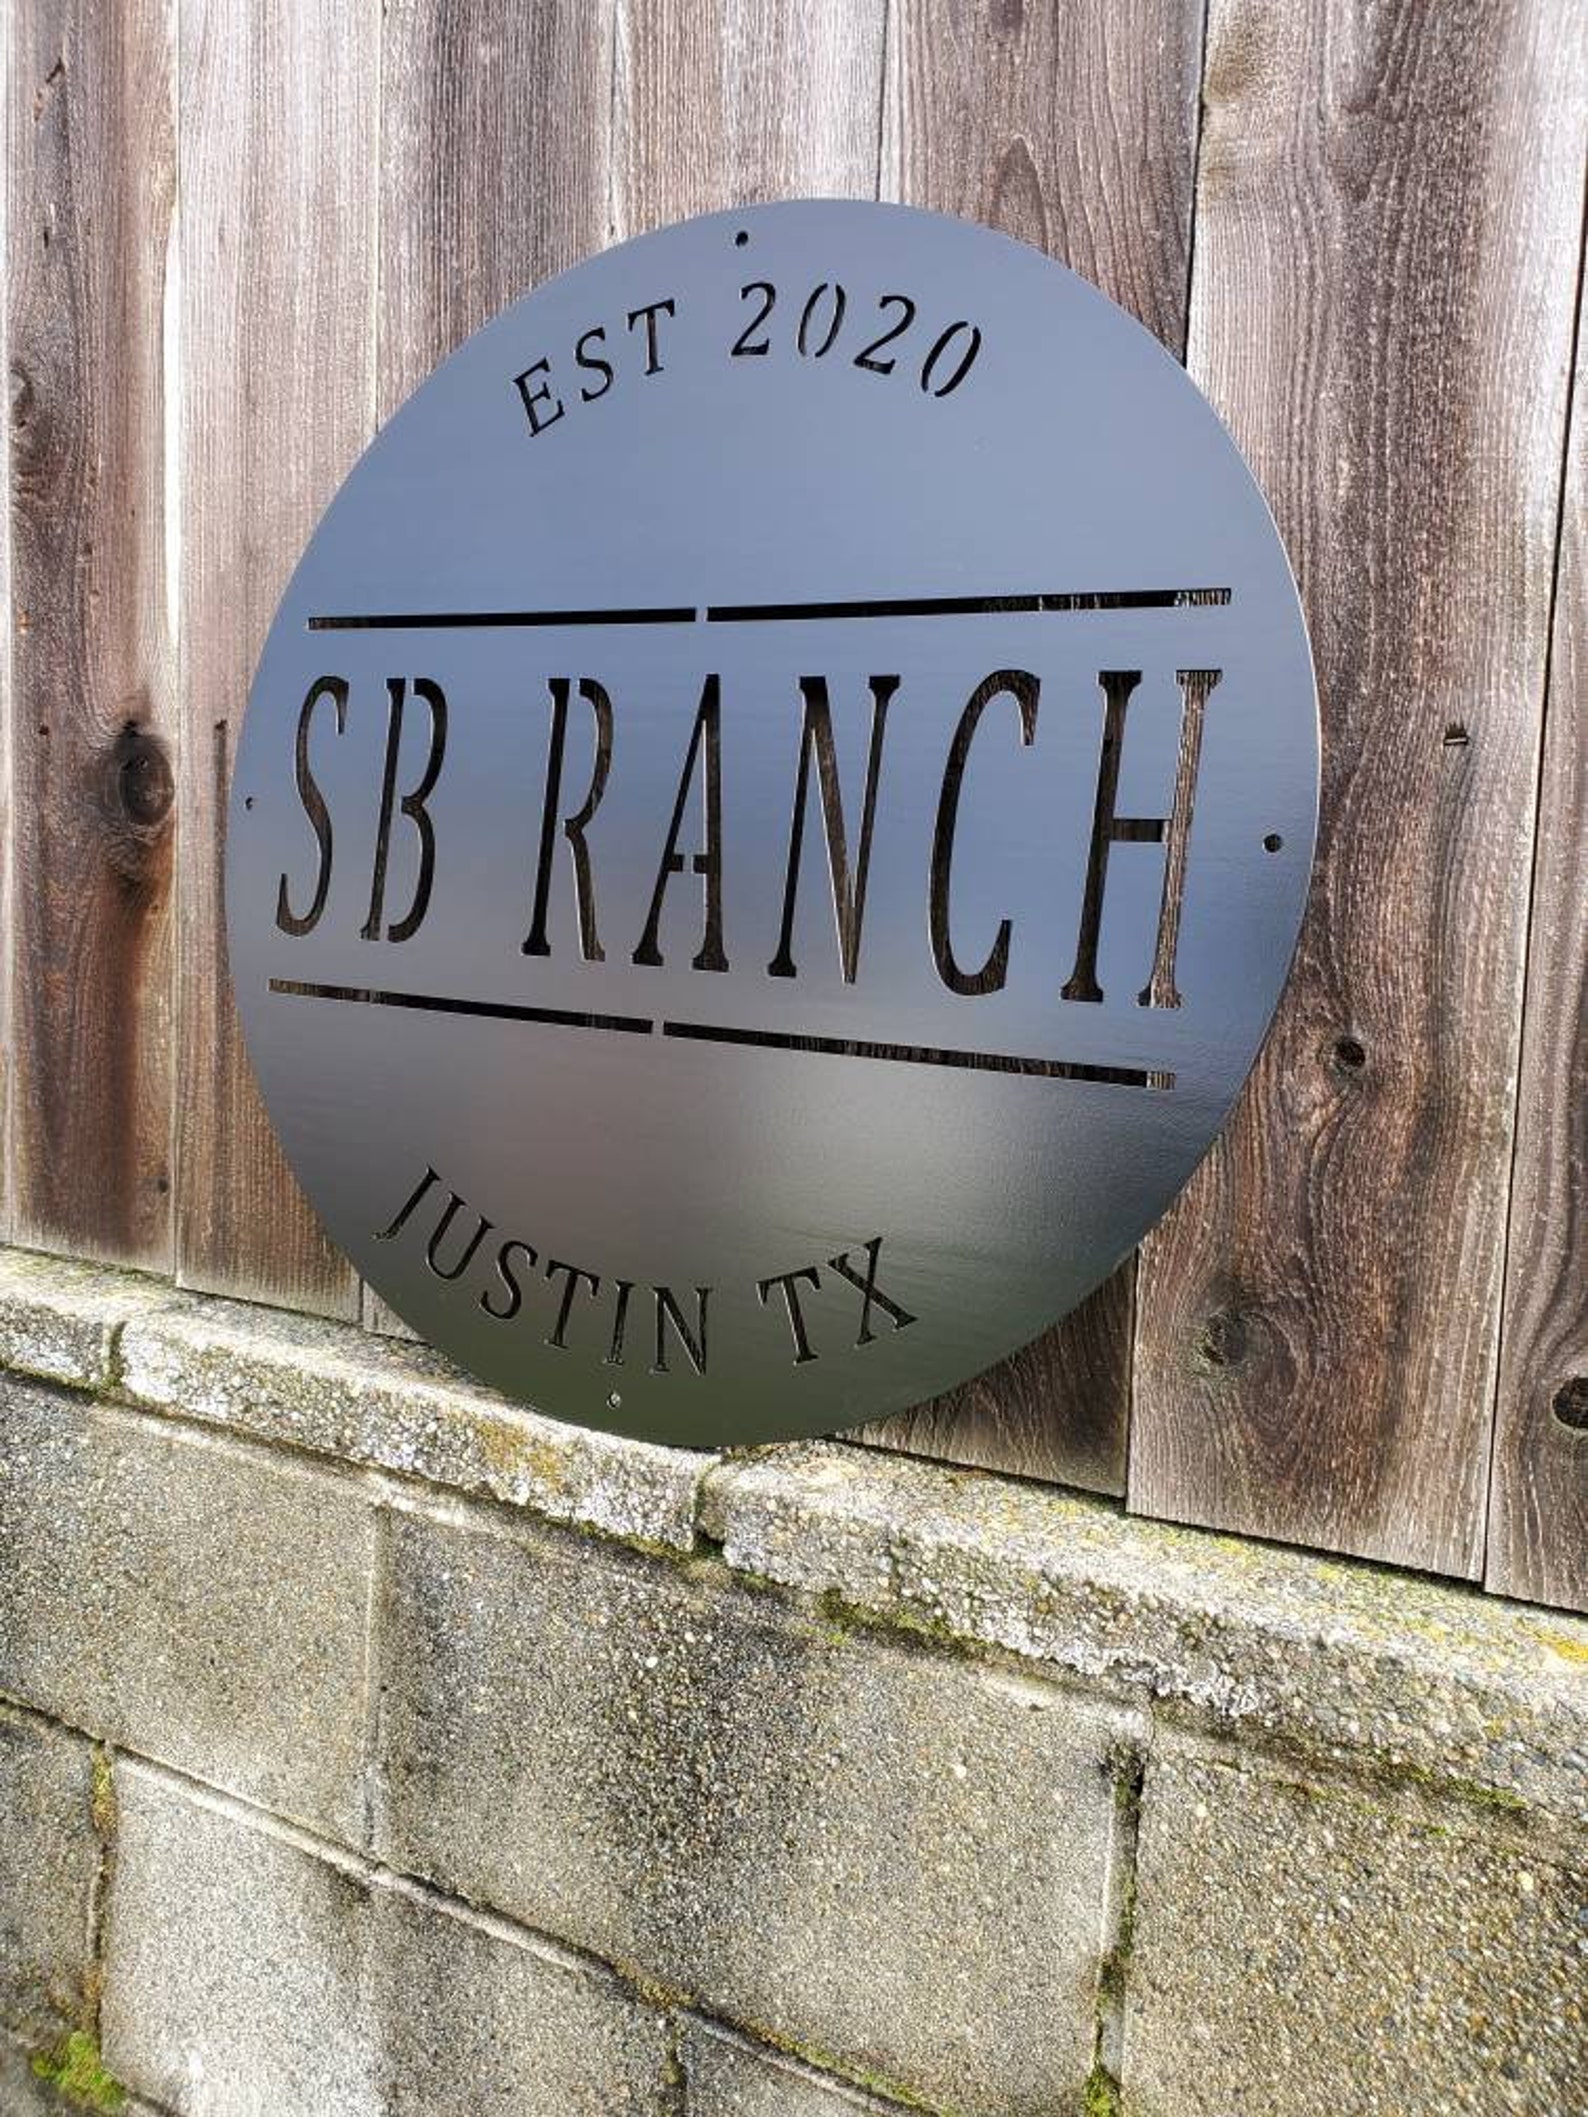 EST 2020
SB RANCH
JUSTIN TX